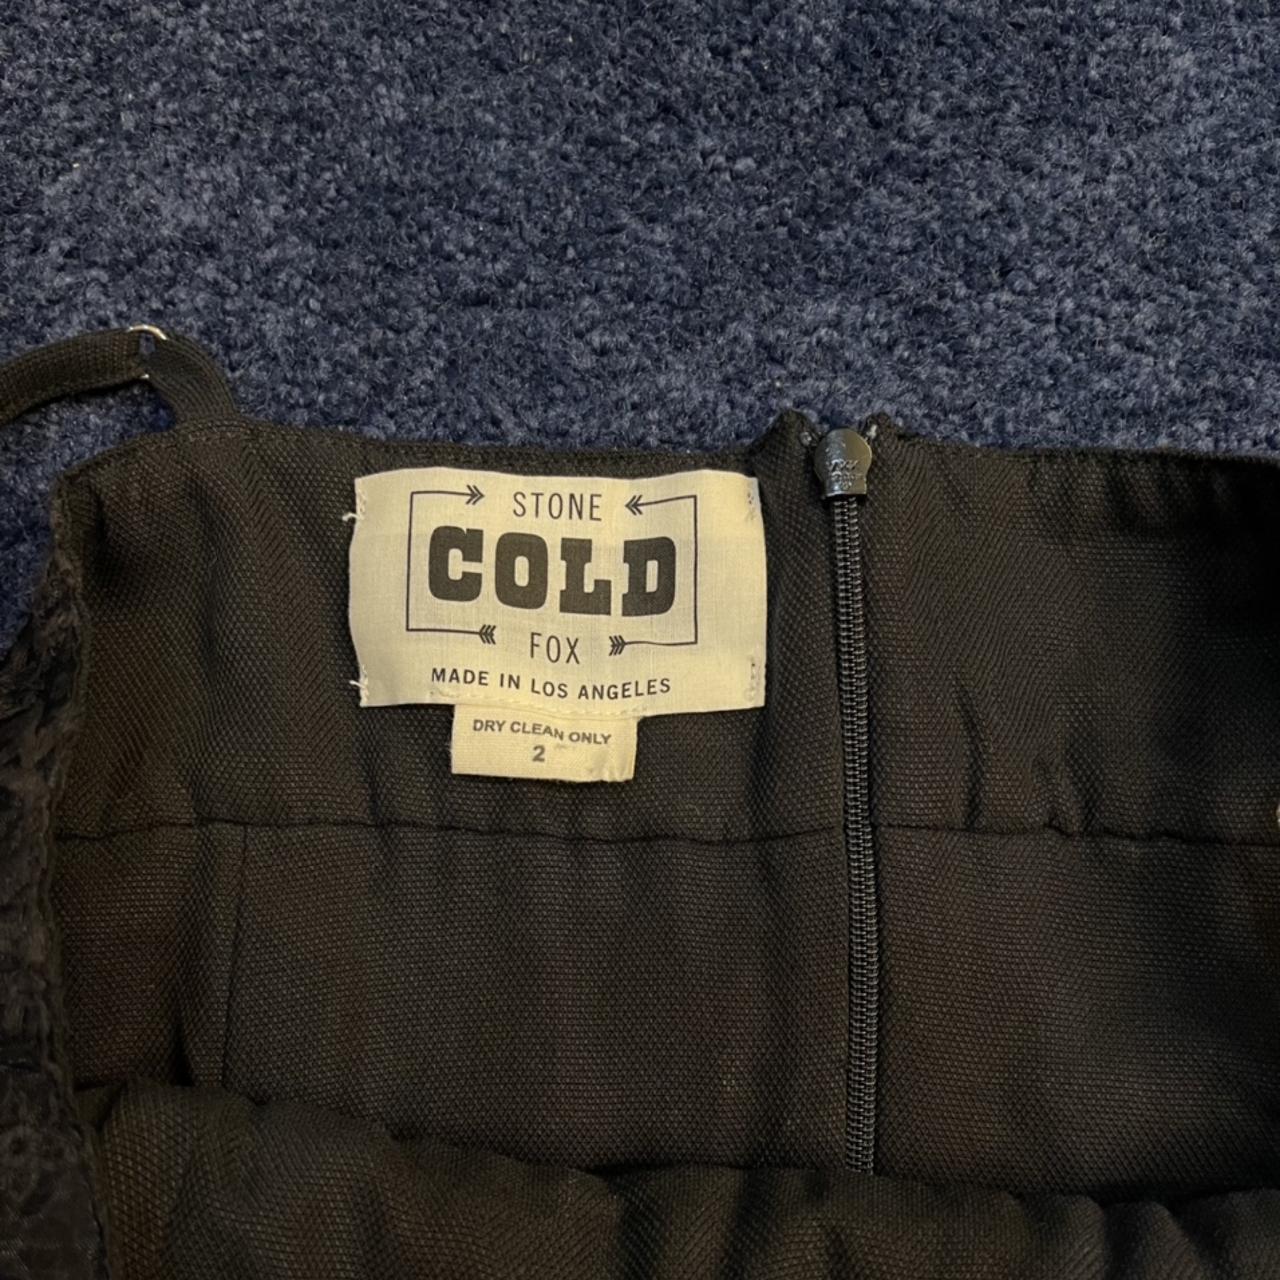 STONE
COLD
FOX
MADE IN LOS ANGELES
DRY CLEAN ONLY
2